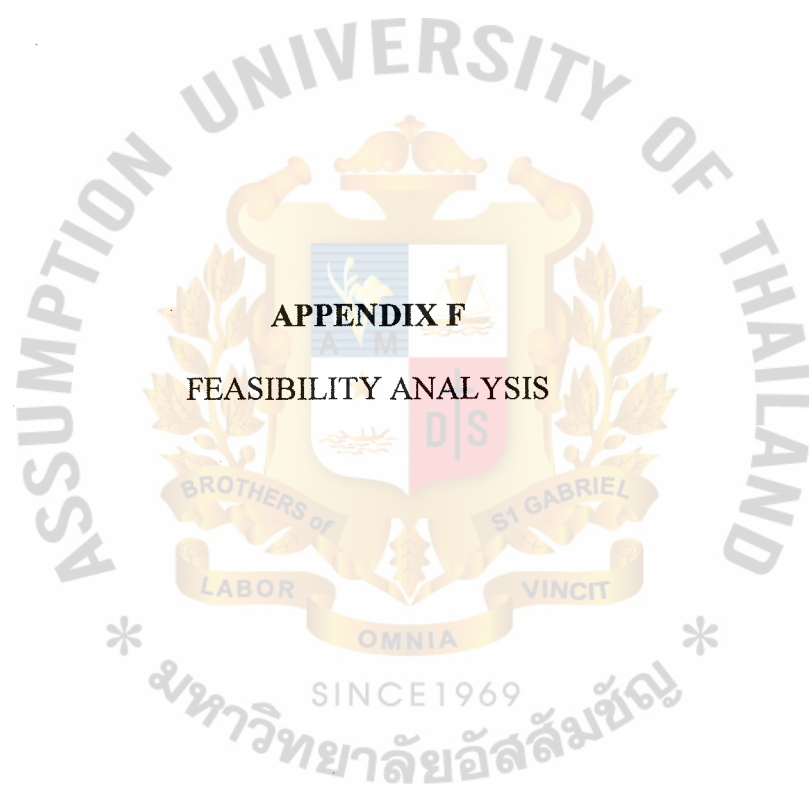 ASSUMPTION UNIVERSITY OF THAILAND
APPENDIX F
A M
FEASIBILITY ANALYSIS
D S
BROTHERS of
S1 GABRIEL
LABOR
VINCIT
OMNIA
SINCE1969
* มหาวิทยาลัยอัสสัมชัญ *